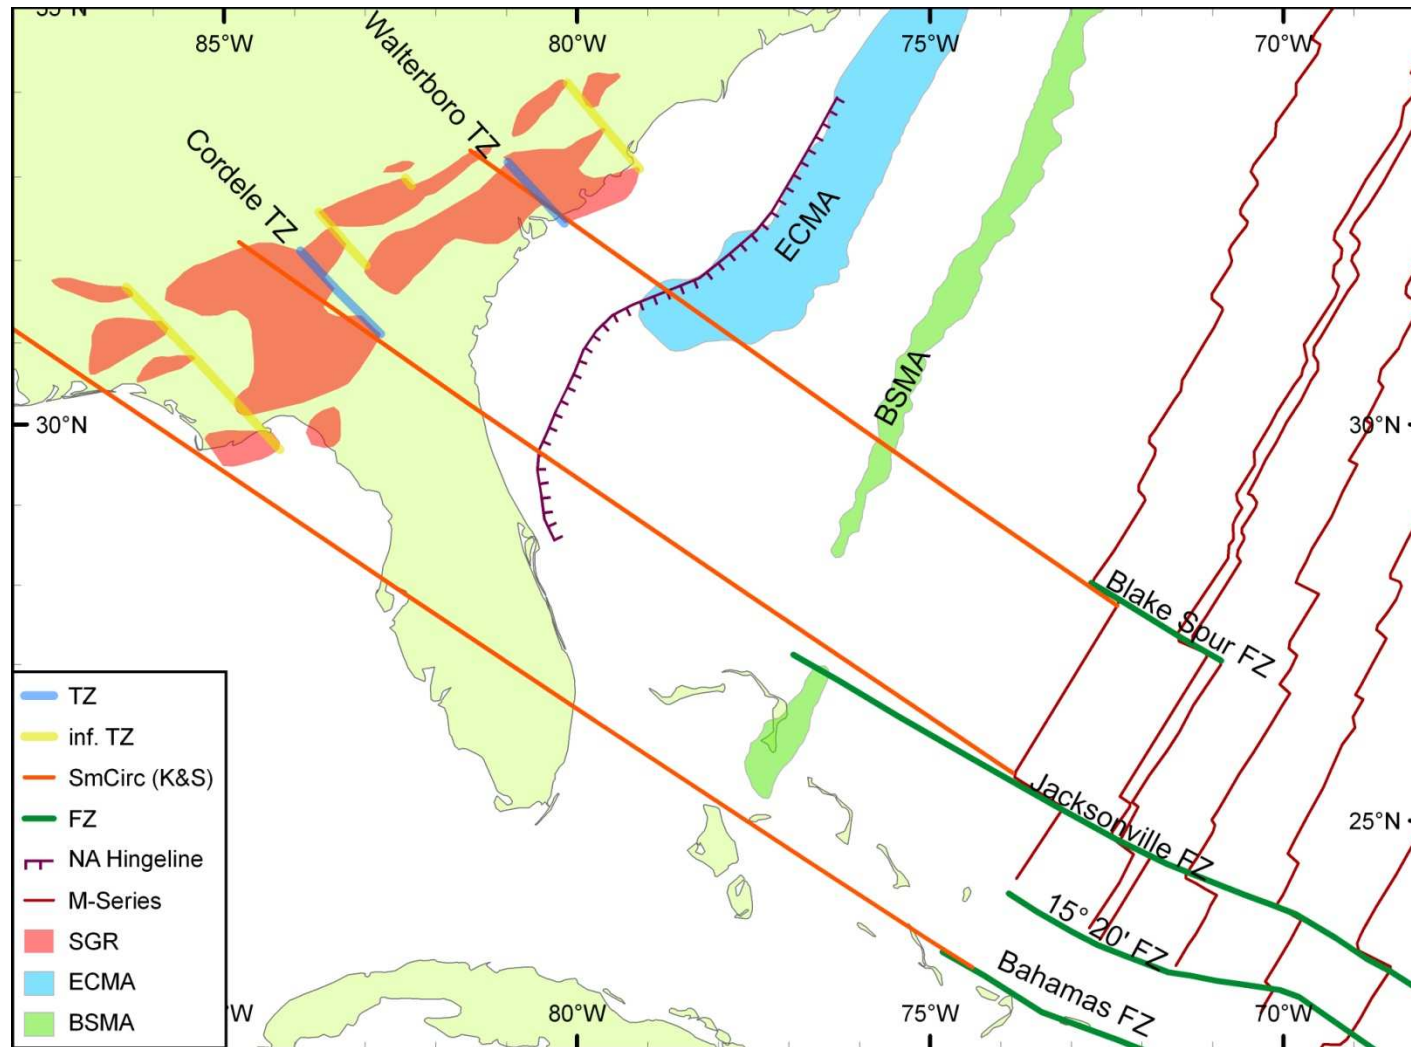 85°W
80°W
75°W
70°W
Walterboro TZ
Cordele TZ
ECMA
BSMA
30°N
30°N
Blake Spur FZ
Jacksonville FZ
25°N
15° 20' FZ
Bahamas FZ
TZ
inf. TZ
SmCirc (K&S)
FZ
NA Hingeline
M-Series
SGR
ECMA
BSMA
80°W
75°W
70°W